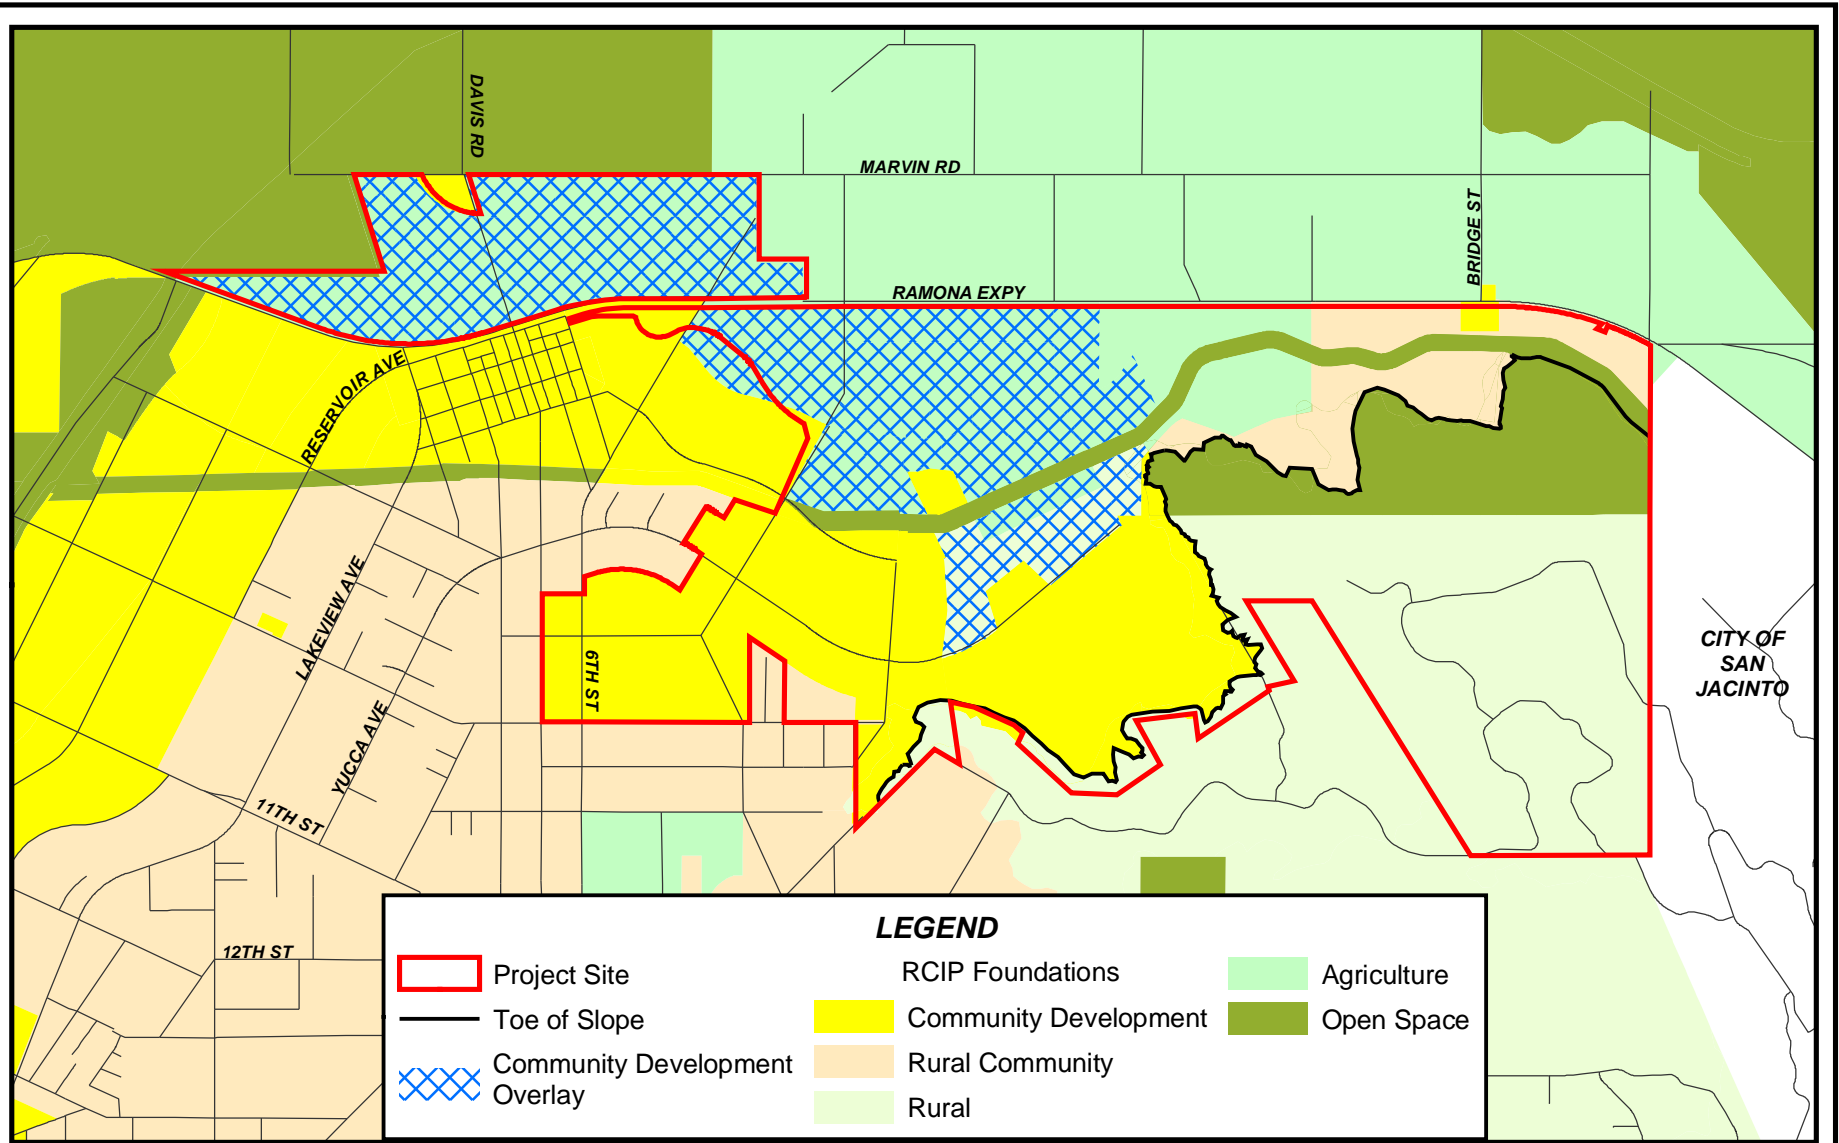 DAVIS RD
MARVIN RD
BRIDGE ST
RAMONA EXPY
RESERVOIR AVE
LAKEVIEW AVE
6TH ST
CITY OF
SAN
JACINTO
YUCCA AVE
11TH ST
12TH ST
LEGEND
Project Site
Toe of Slope
Community Development
Overlay
RCIP Foundations
Community Development
Rural Community
Rural
Agriculture
Open Space